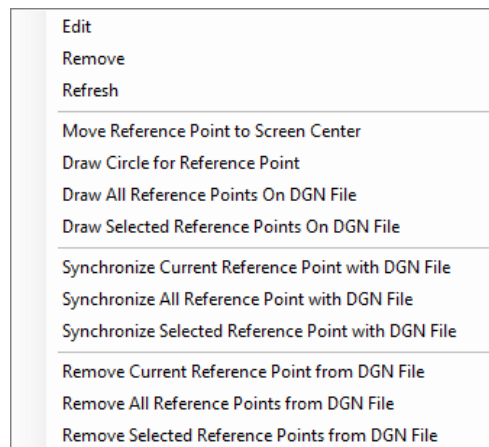 Edit
Remove
Refresh
Move Reference Point to Screen Center
Draw Circle for Reference Point
Draw All Reference Points On DGN File
Draw Selected Reference Points On DGN File
Synchronize Current Reference Point with DGN File
Synchronize All Reference Point with DGN File
Synchronize Selected Reference Point with DGN File
Remove Current Reference Point from DGN File
Remove All Reference Points from DGN File
Remove Selected Reference Points from DGN File